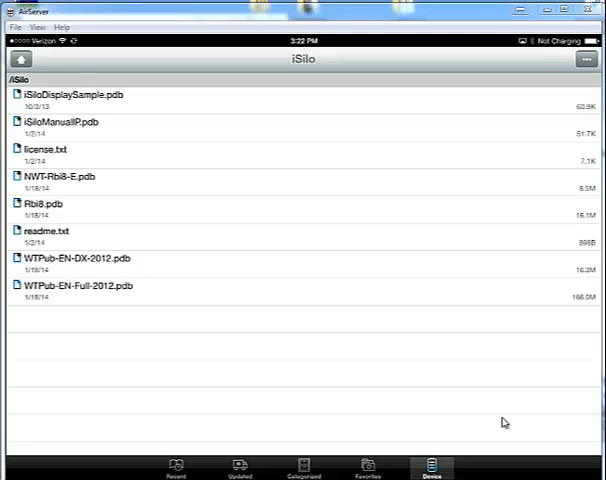 AirServer
File View Help
Verizon 3:22 PM Not Charging
iSilo
/iSilo
iSiloDisplaySample.pdb
10/3/13 60.9K
iSiloManualIP.pdb
1/2/14 51.7K
license.txt
1/2/14 7.1K
NWT-Rbi8-E.pdb
1/18/14 8.5M
Rbi8.pdb
1/18/14 16.1M
readme.txt
1/2/14 898B
WTPub-EN-DX-2012.pdb
1/18/14 16.3M
WTPub-EN-Full-2012.pdb
1/18/14 166.0M
Recent Updated Categorized Favorites Device